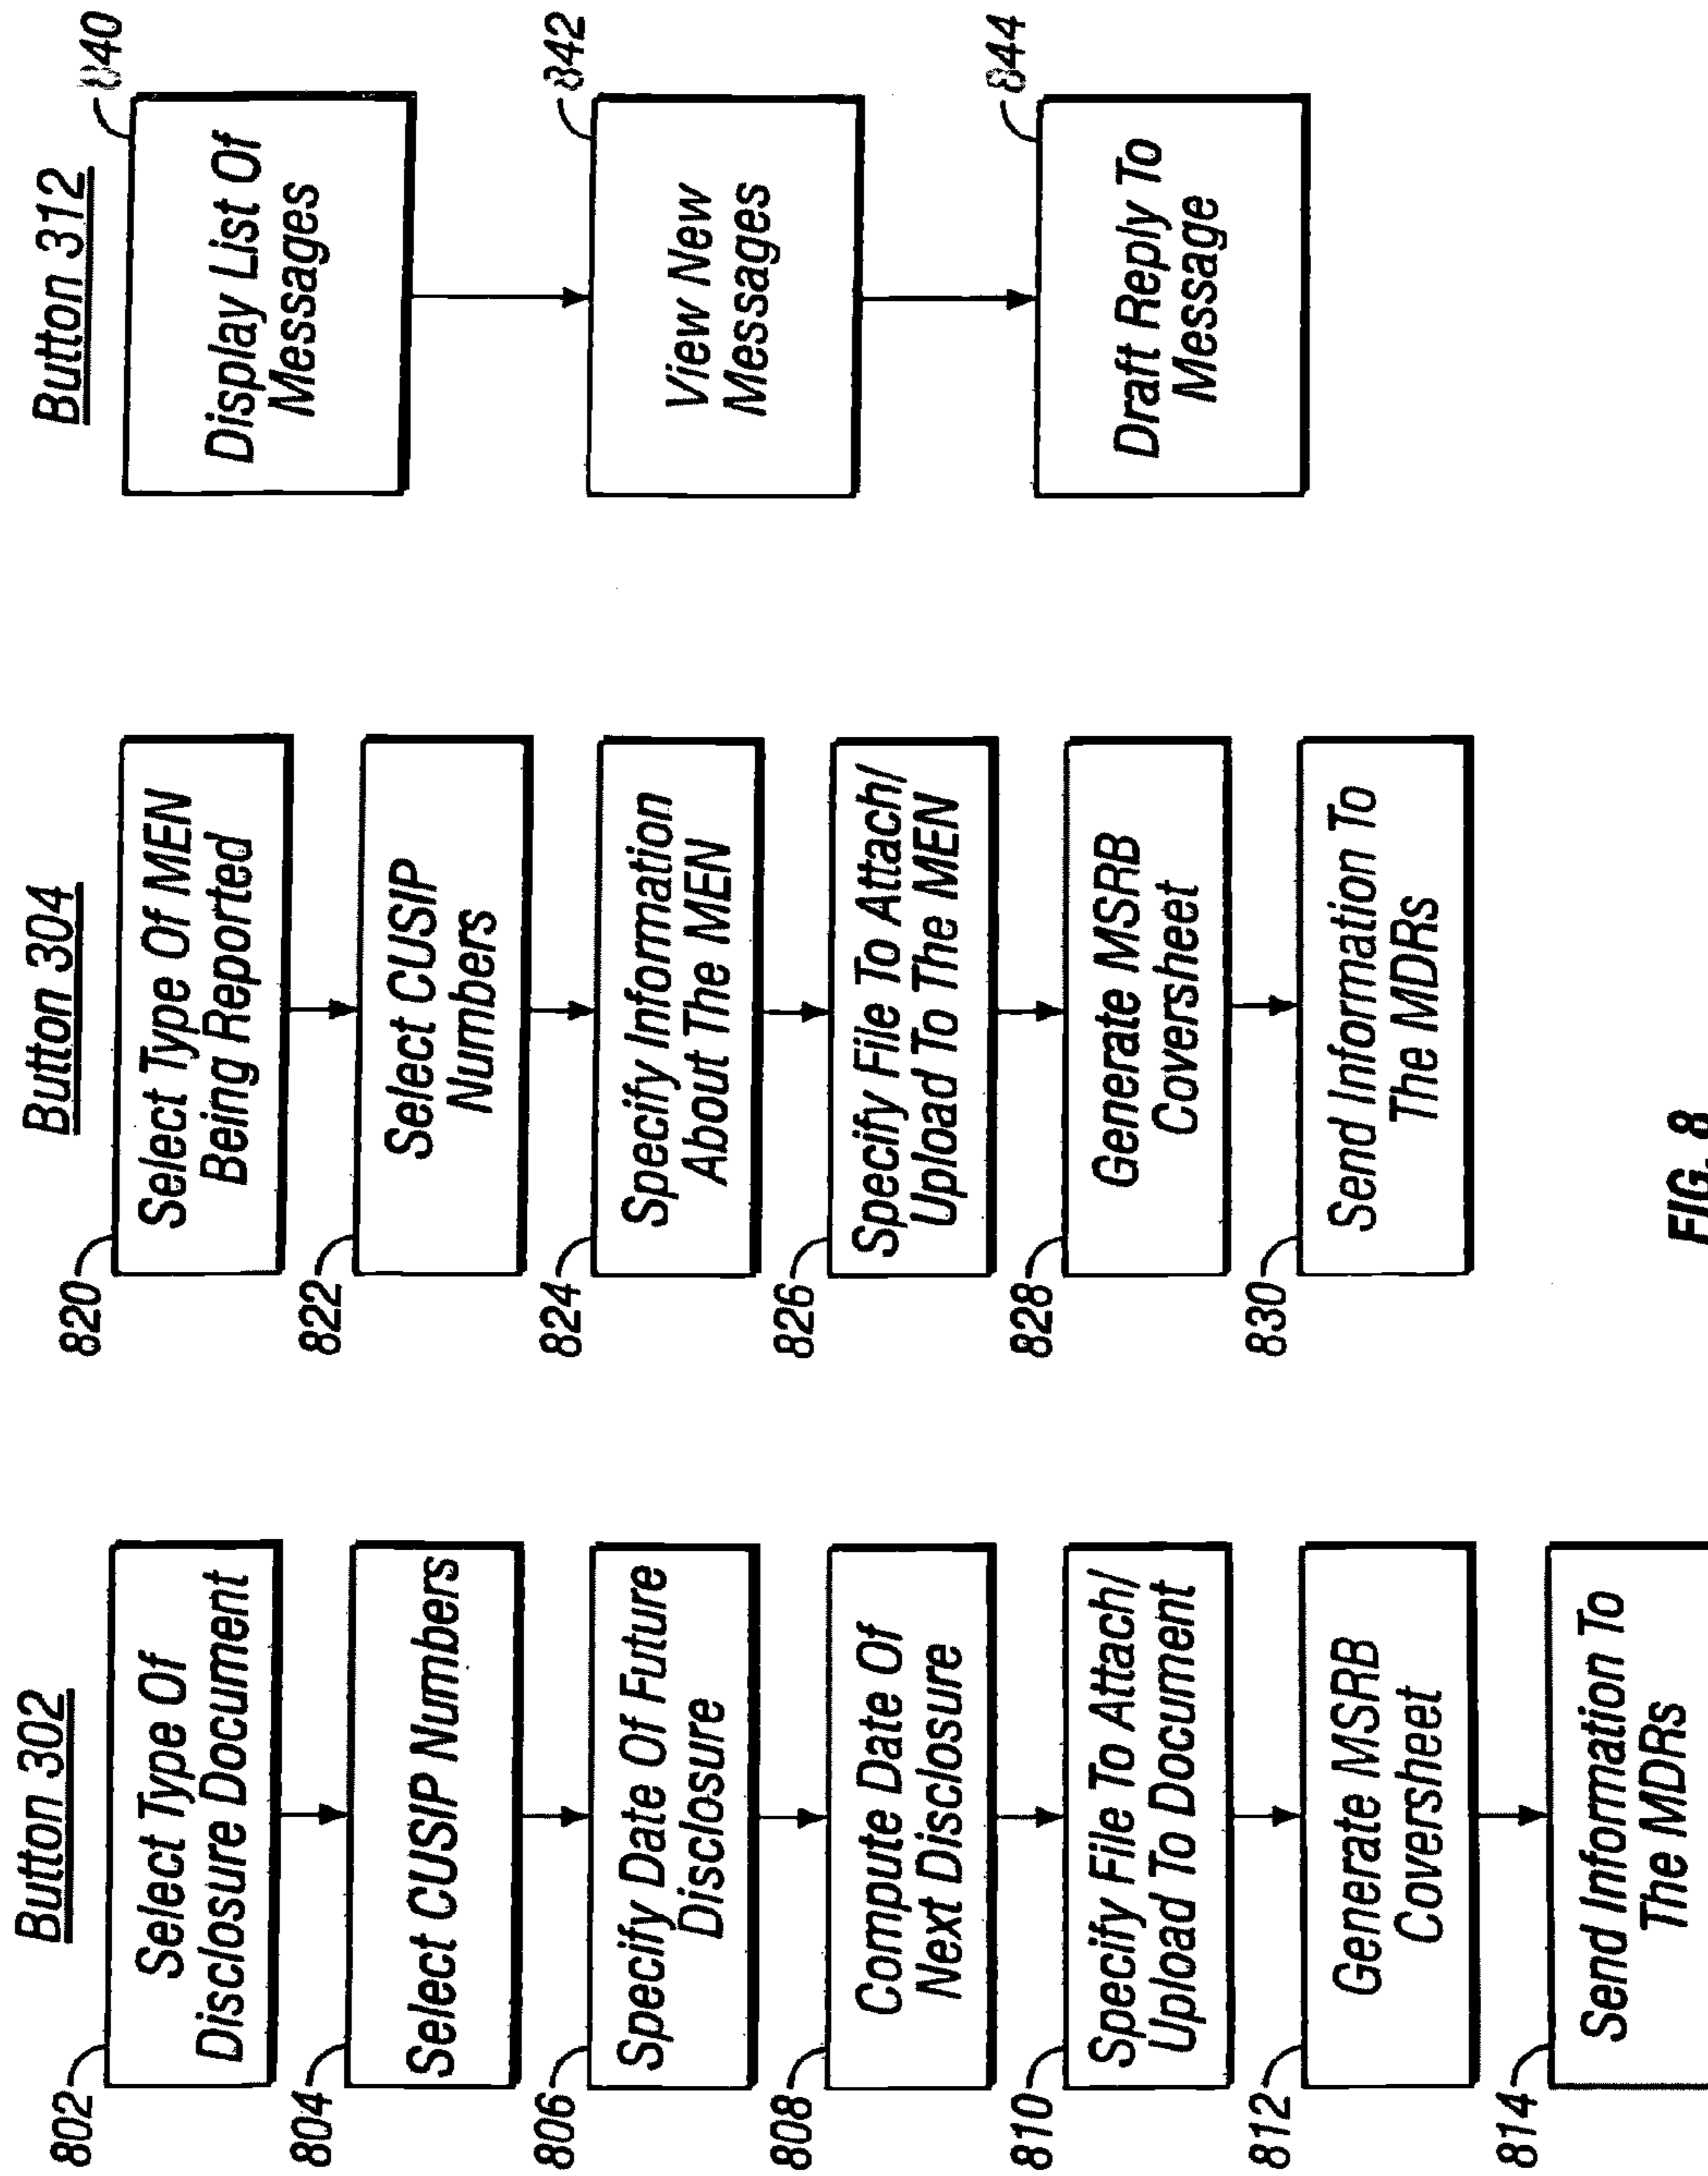 Button 302
802
Select Type Of
Disclosure Document
804
Select CUSIP Numbers
806
Specify Date Of Future
Disclosure
808
Compute Date Of
Next Disclosure
810
Specify File To Attach/
Upload To Document
812
Generate MSRB
Coversheet
814
Send Information To
The MDRs
Button 304
820
Select Type Of MEN
Being Reported
822
Select CUSIP
Numbers
824
Specify Information
About The MEN
826
Specify File To Attach/
Upload To The MEN
828
Generate MSRB
Coversheet
830
Send Information To
The MDRs
Button 312
840
Display List Of
Messages
842
View New
Messages
844
Draft Reply To
Message
FIG. 8